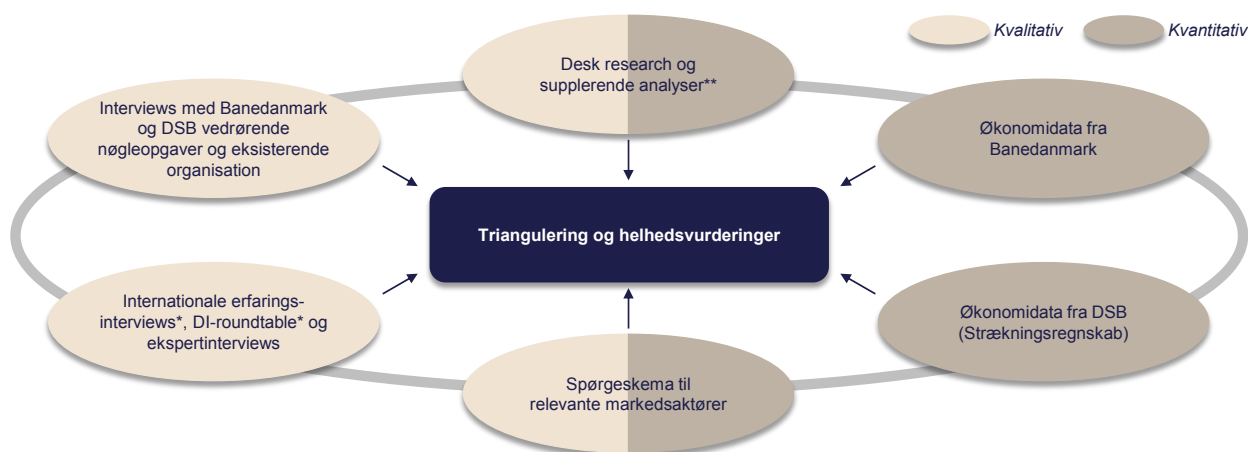 Kvalitativ
Kvantitativ
Desk research og
supplerende analyser**
Interviews med Banedanmark
og DSB vedrørende
nøgleopgaver og eksisterende
organisation
Økonomidata fra
Banedanmark
Triangulering og helhedsvurderinger
Internationale erfarings-
interviews*, DI-roundtable* og
ekspertinterviews
Økonomidata fra DSB
(Strækningsregnskab)
Spørgeskema til
relevante markedsaktører